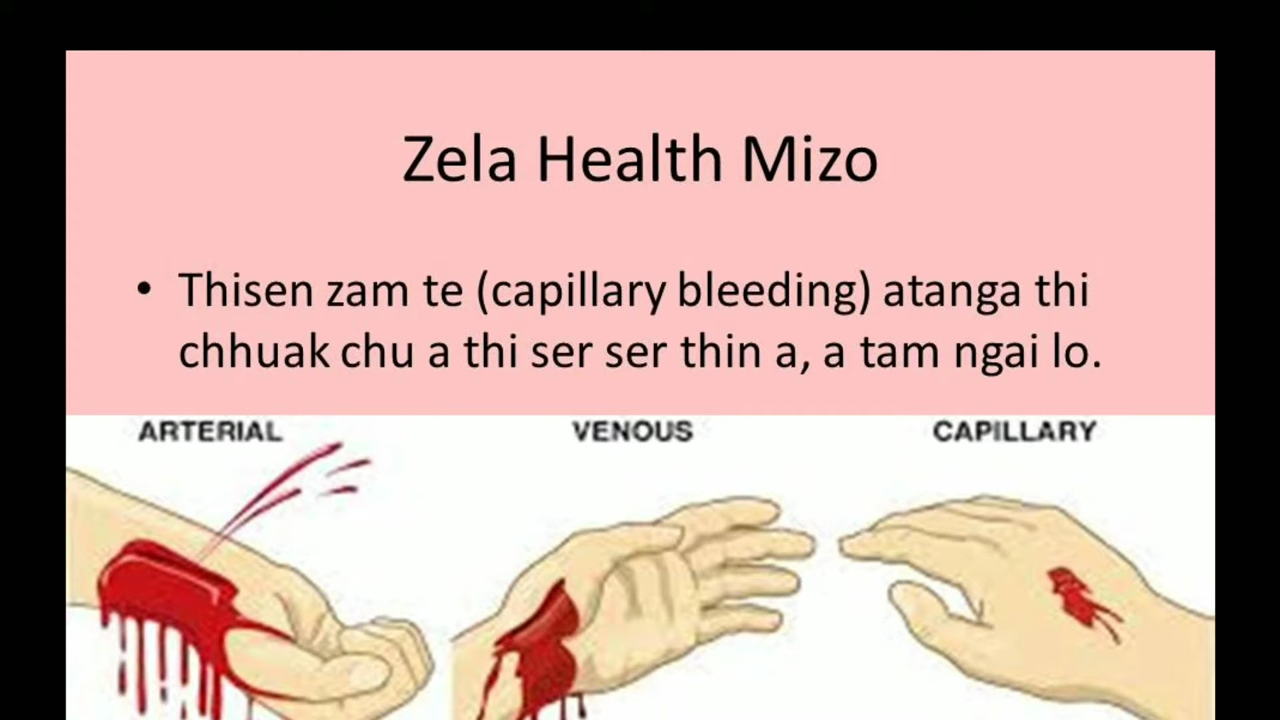 Zela Health Mizo
• Thisen zam te (capillary bleeding) atanga thi
chhuak chu a thi ser ser thin a, a tam ngai lo.
ARTERIAL VENOUS CAPILLARY